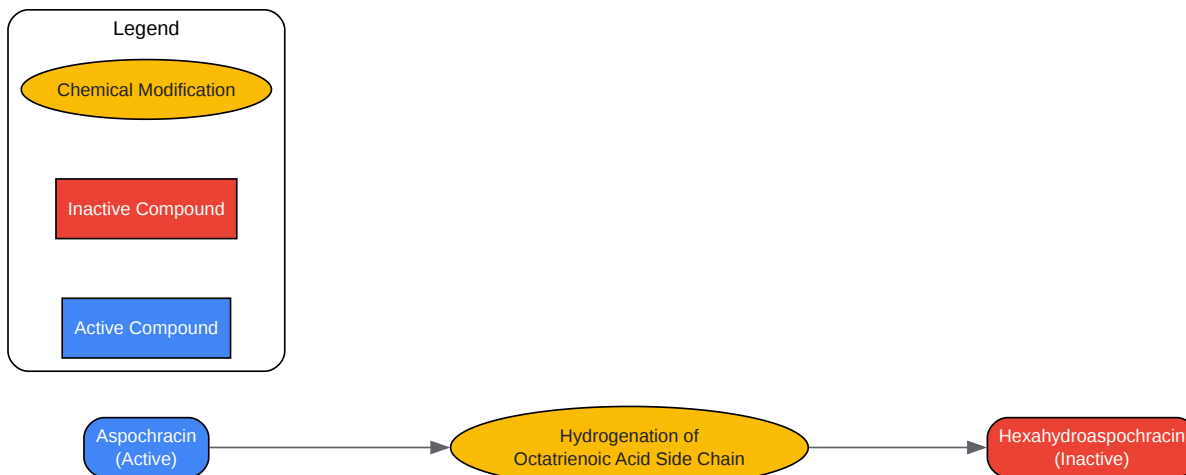 Legend
Chemical Modification
Inactive Compound
Active Compound
Aspochracin
(Active)
Hydrogenation of
Octatrienoic Acid Side Chain
Hexahydroaspochracin
(Inactive)